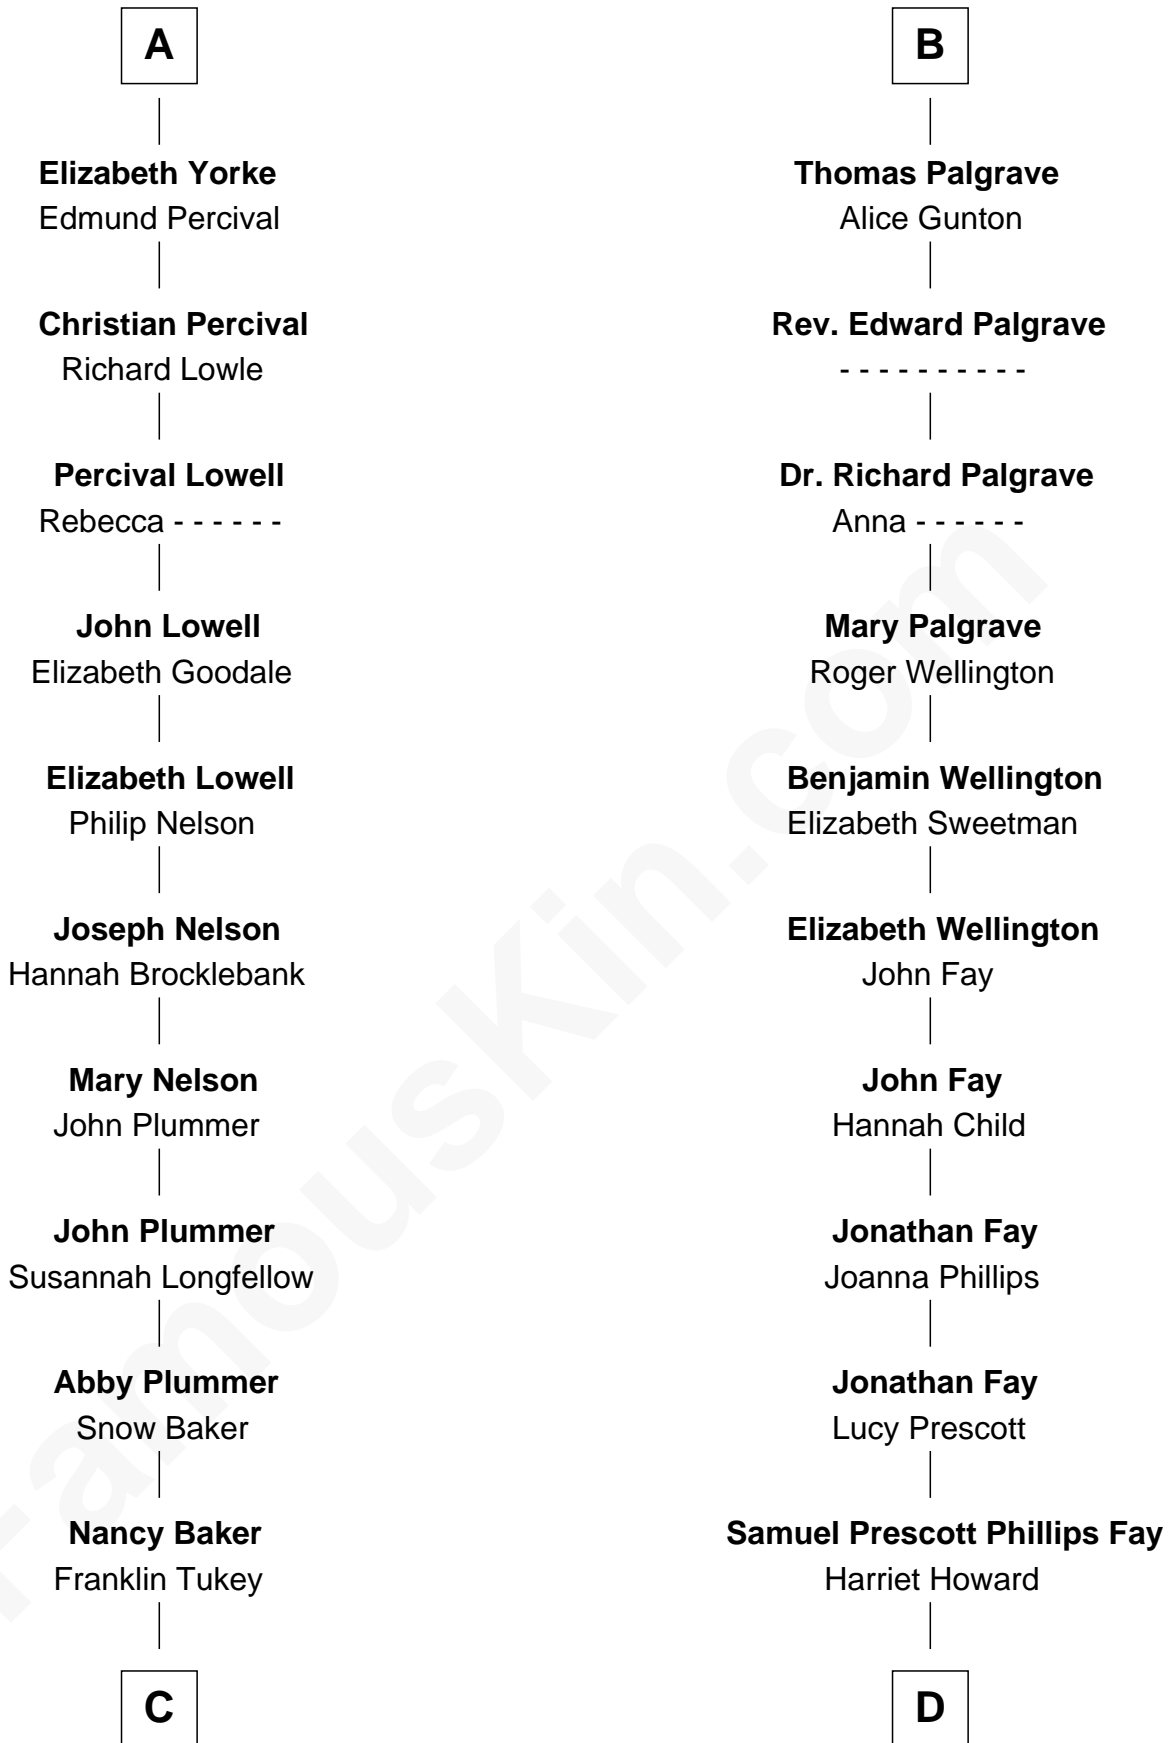 A
Elizabeth Yorke
Edmund Percival
Christian Percival
Richard Lowle
Percival Lowell
Rebecca - - - - - -
John Lowell
Elizabeth Goodale
Elizabeth Lowell
Philip Nelson
Joseph Nelson
Hannah Brocklebank
Mary Nelson
John Plummer
John Plummer
Susannah Longfellow
Abby Plummer
Snow Baker
Nancy Baker
Franklin Tukey
C
B
Thomas Palgrave
Alice Gunton
Rev. Edward Palgrave
- - - - - - - - - -
Dr. Richard Palgrave
Anna - - - - - -
Mary Palgrave
Roger Wellington
Benjamin Wellington
Elizabeth Sweetman
Elizabeth Wellington
John Fay
John Fay
Hannah Child
Jonathan Fay
Joanna Phillips
Jonathan Fay
Lucy Prescott
Samuel Prescott Phillips Fay
Harriet Howard
D
FamousKin.com